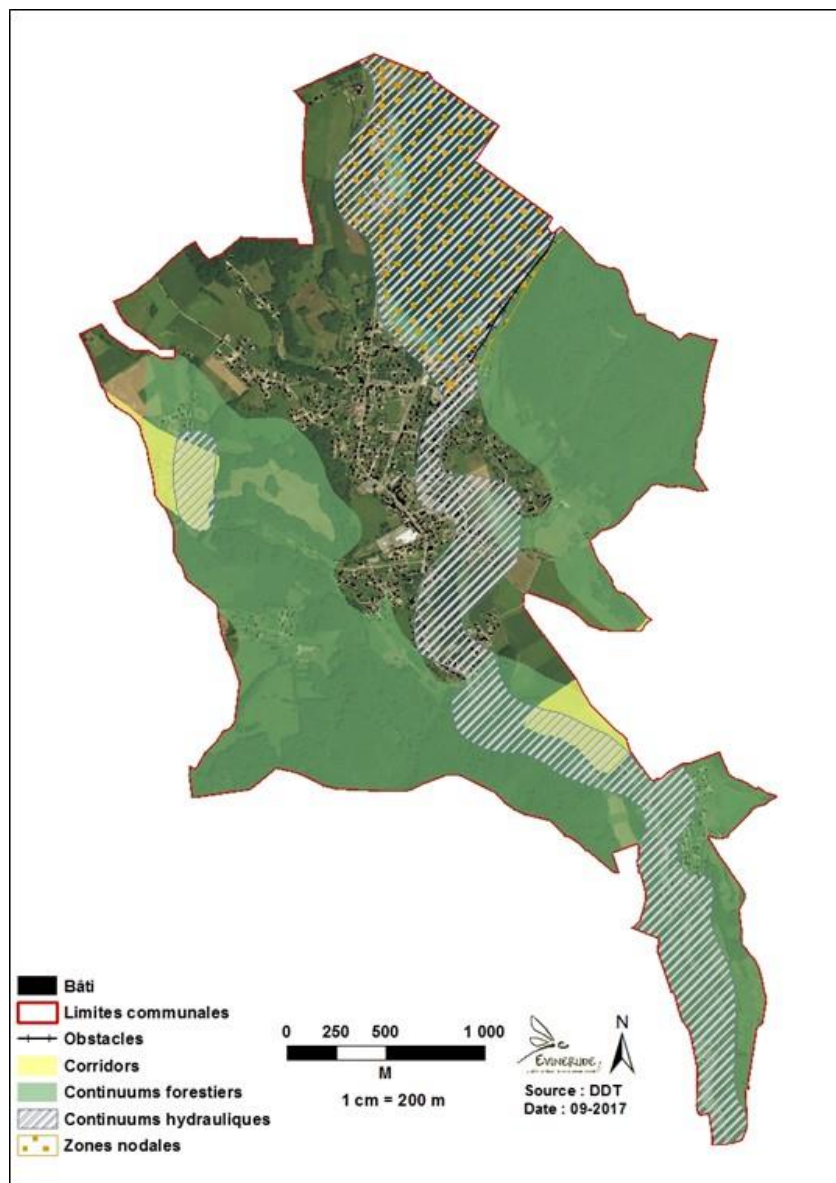 Bâti
Limites communales
Obstacles
Corridors
Continuums forestiers
Continuums hydrauliques
Zones nodales
0 250 500 1 000
M
1 cm = 200 m
EVINERUDE
N
Source : DDT
Date : 09-2017